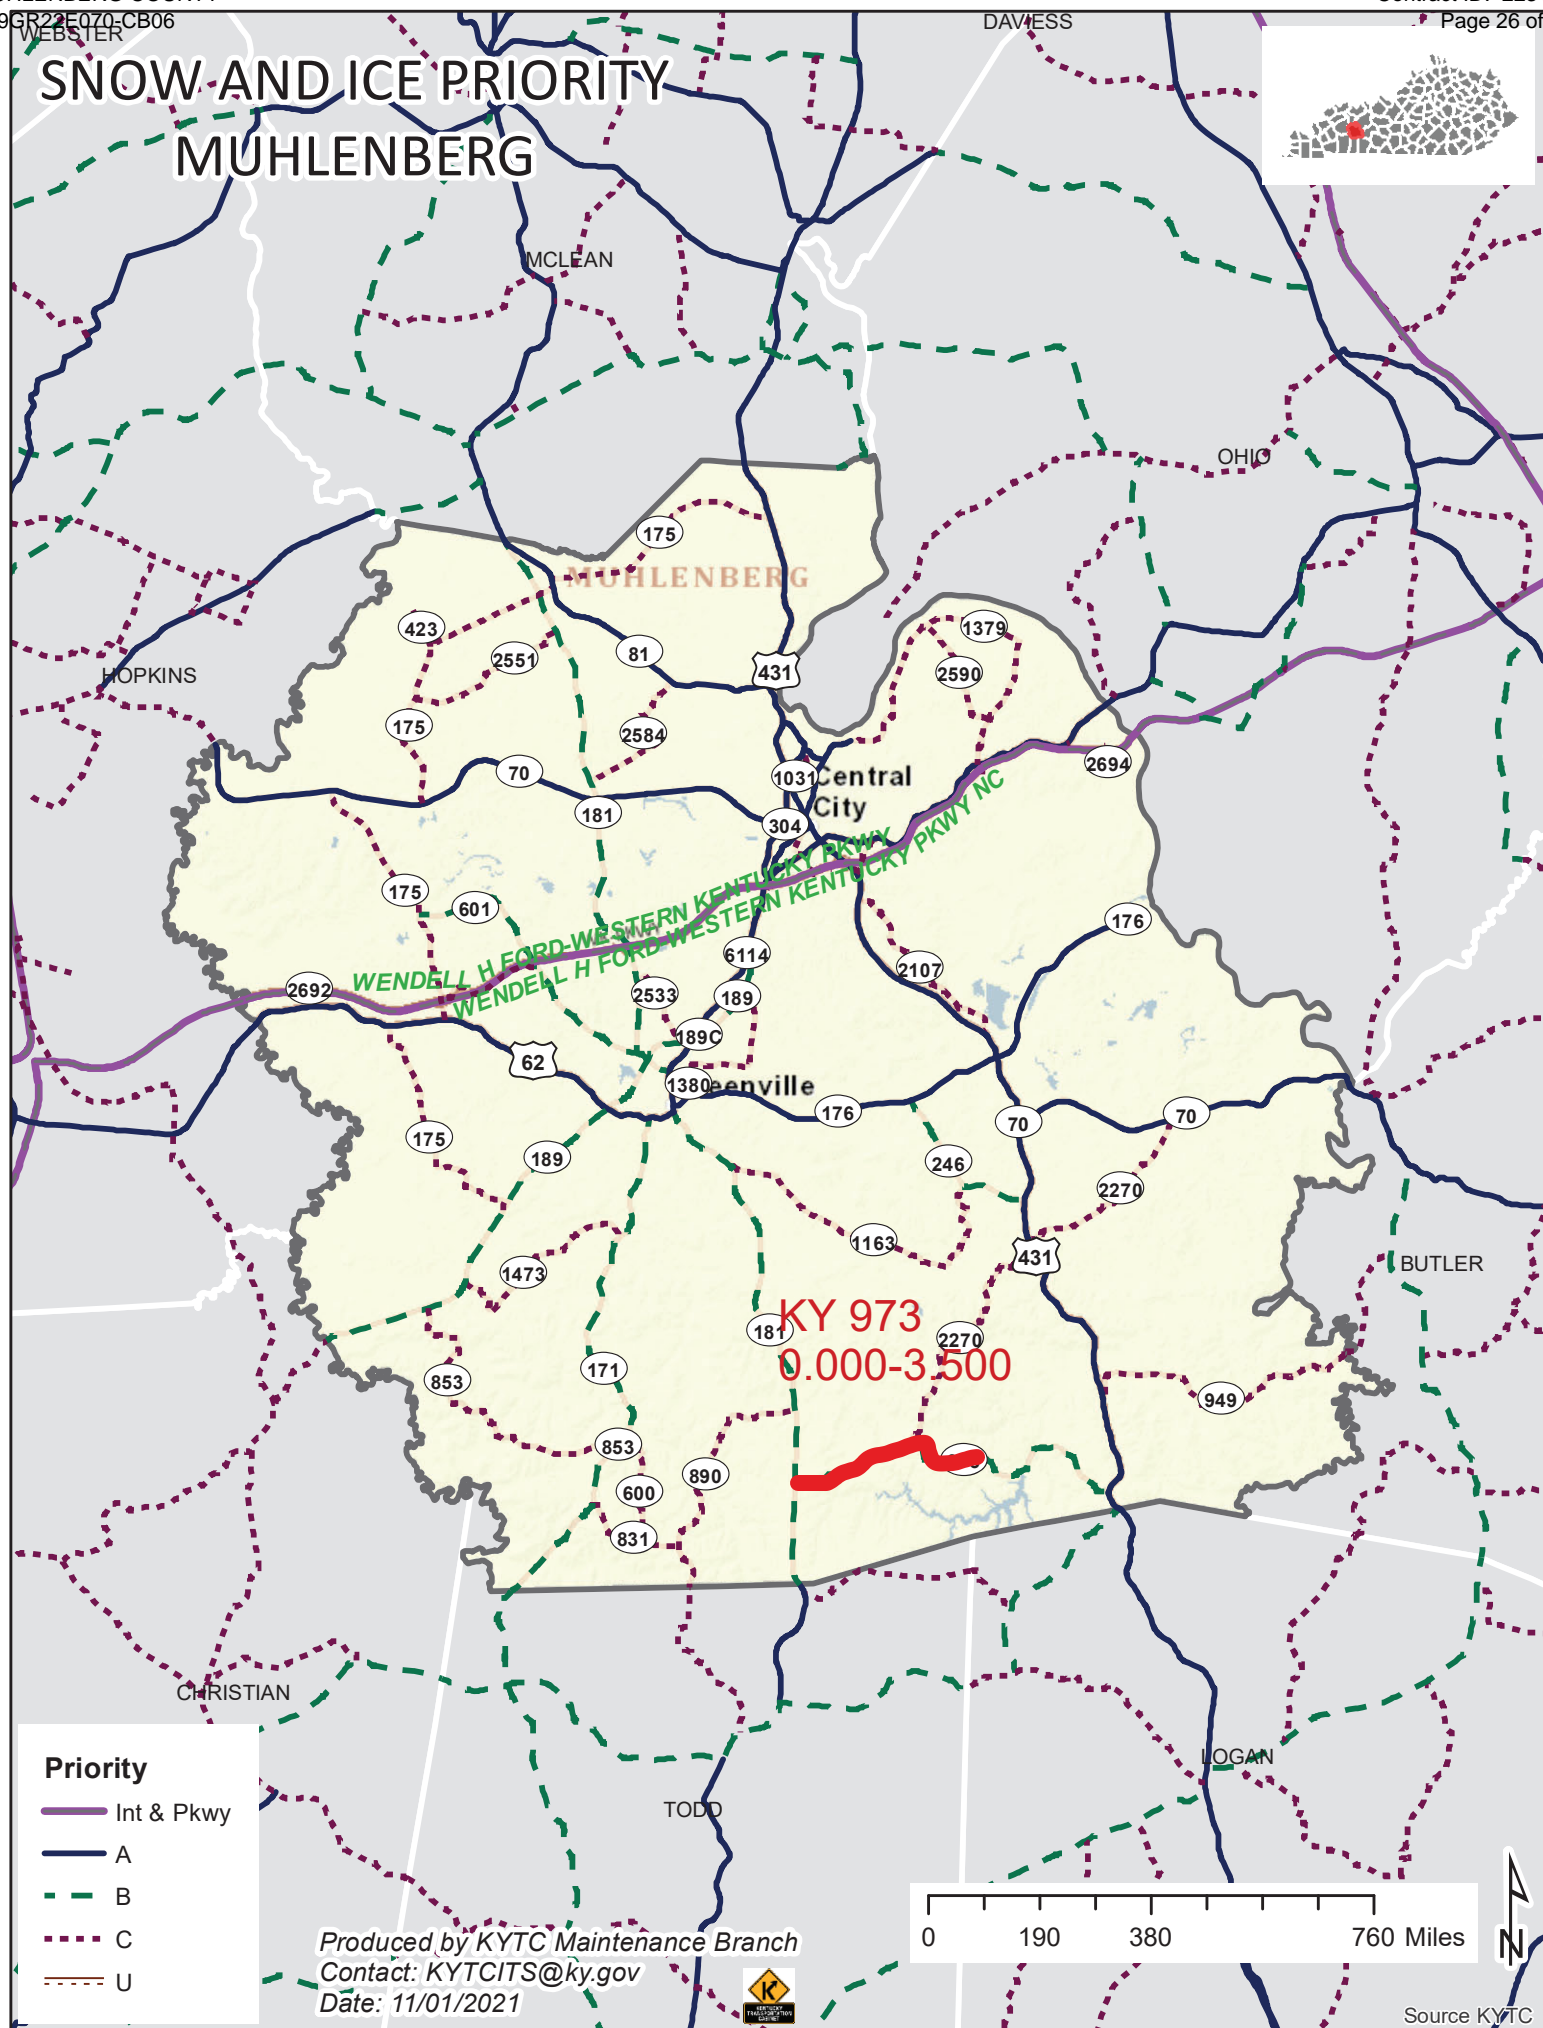 9GR22E070-CB06
Page 26 of
WEBSTER
DAVIESS
SNOW AND ICE PRIORITY
MUHLENBERG
MCLEAN
OHIO
175
MUHLENBERG
423
1379
2551
81
431
2590
HOPKINS
175
2584
70
1031
Central
City
2694
181
304
175
601
176
WENDELL H FORD-WESTERN KENTUCKY PKWY
WENDELL H FORD-WESTERN KENTUCKY PKWY NC
6114
2107
2692
2533
189
189C
62
1380
eenville
176
70
70
175
189
246
2270
1163
431
BUTLER
1473
KY 973
181
2270
0.000-3.500
171
853
949
853
890
600
831
CHRISTIAN
LOGAN
TODD
Priority
Int & Pkwy
A
B
C
U
0 190 380 760 Miles
N
Produced by KYTC Maintenance Branch
Contact: KYTCITS@ky.gov
Date: 11/01/2021
KENTUCKY
TRANSPORTATION
CABINET
Source KYTC